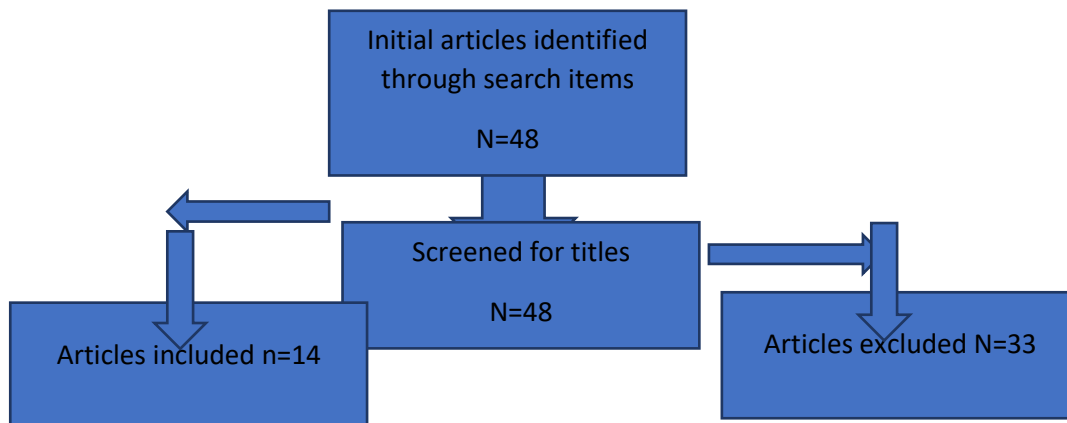 Initial articles identified
through search items
N=48
Screened for titles
N=48
Articles included n=14
Articles excluded N=33